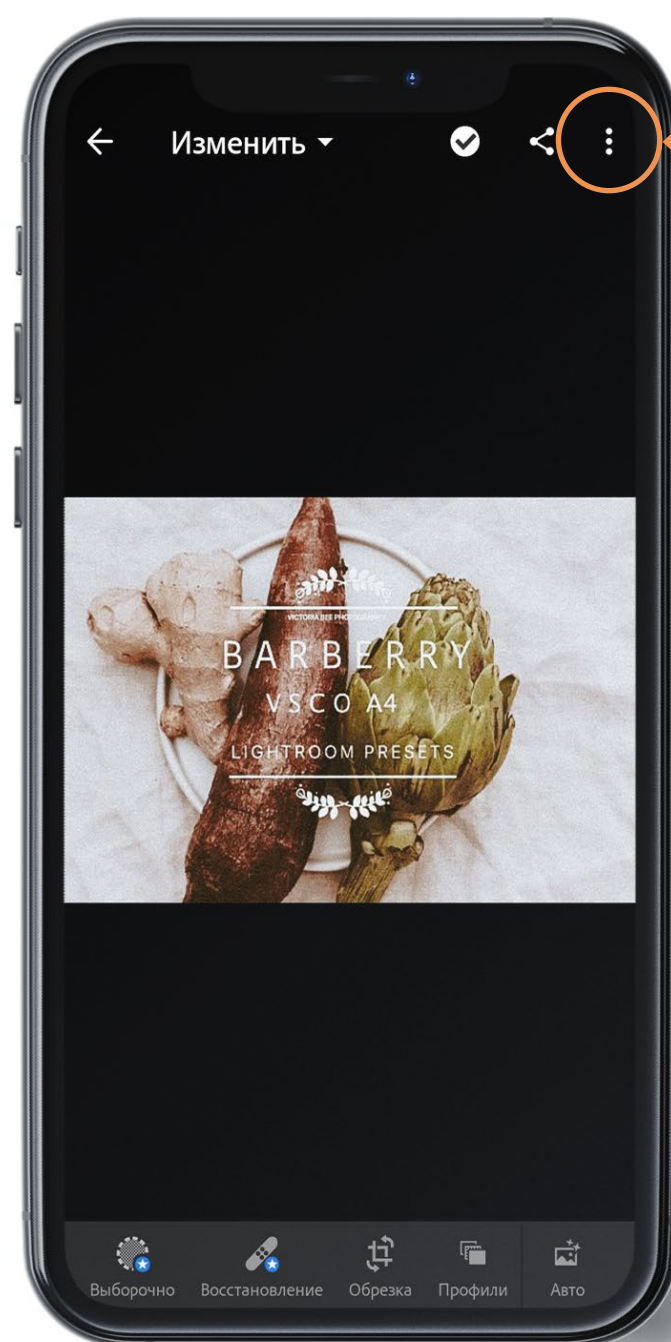 Изменить
VICTORIA BEE PHOTOGRAPHY
BARBERRY
VSCO A4
LIGHTROOM PRESETS
Выборочно Восстановление Обрезка Профили Авто